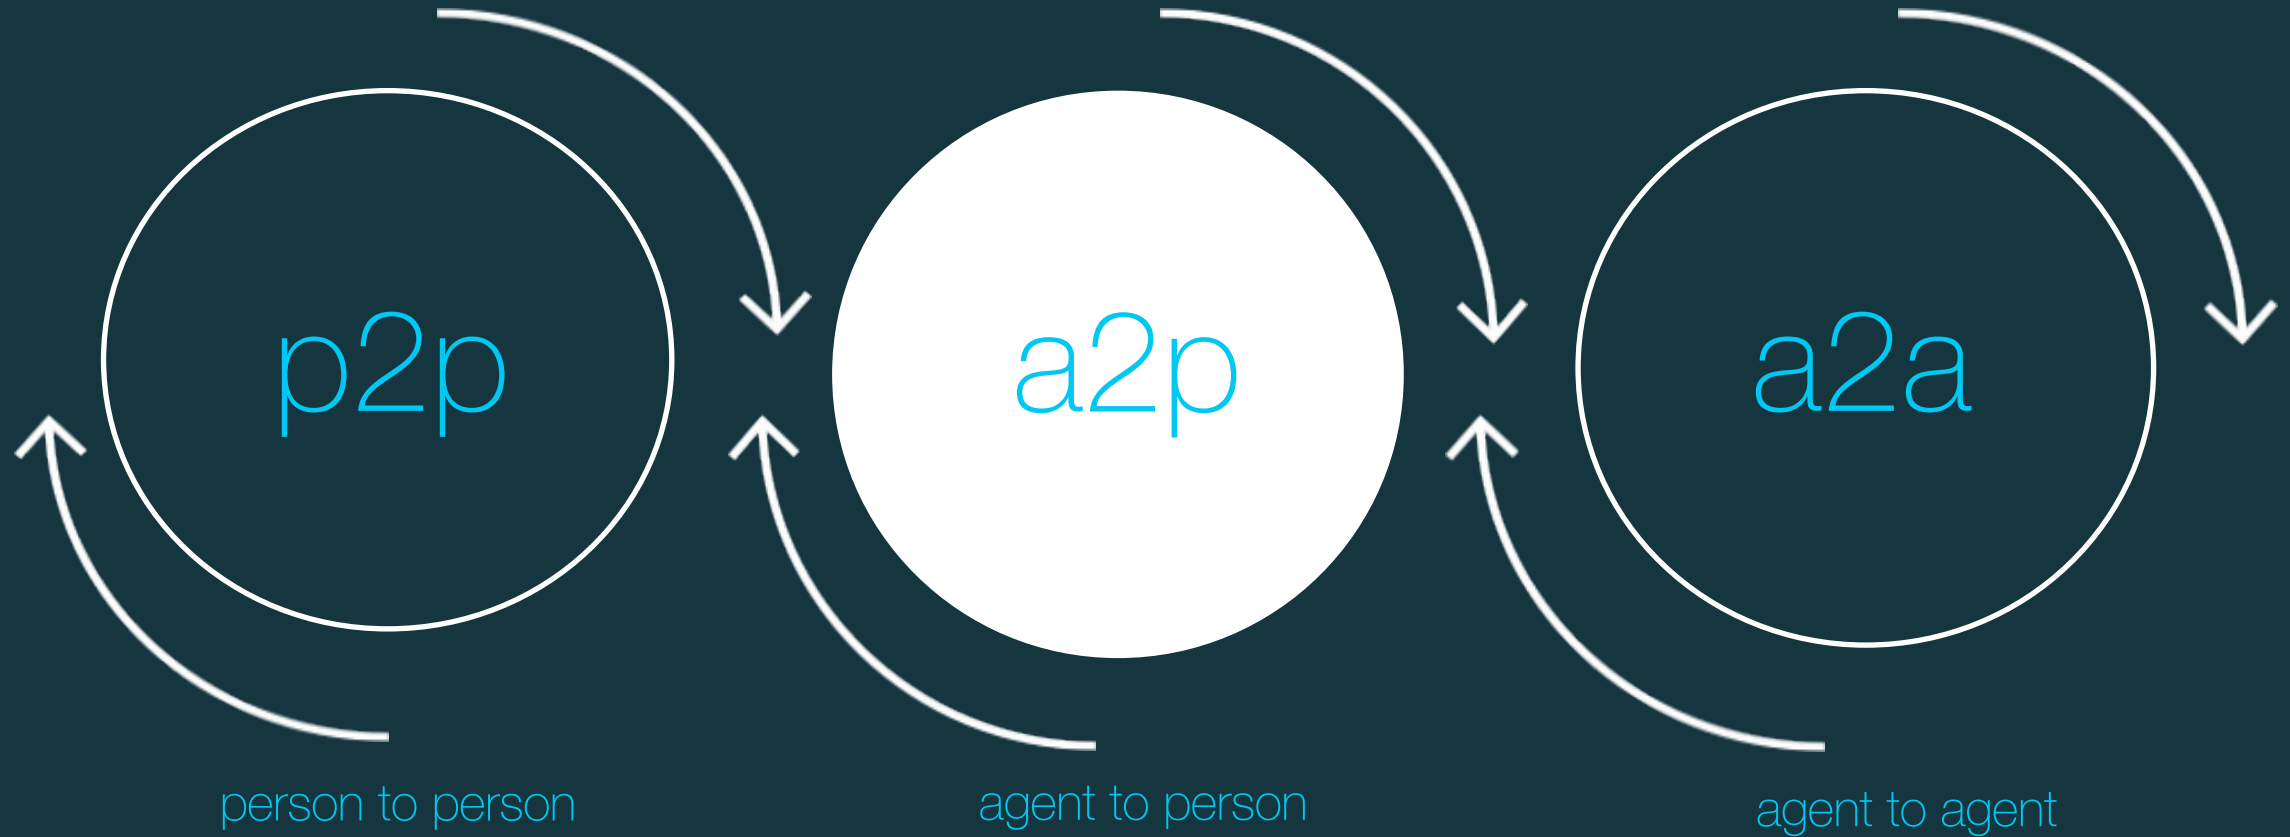 p2p
a2p
a2a
person to person
agent to person
agent to agent